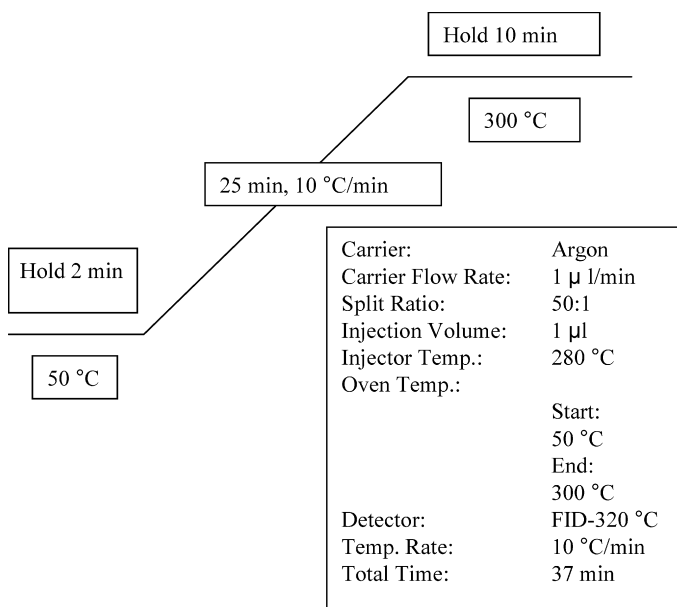 Hold 10 min
300 °C
25 min, 10 °C/min
Hold 2 min
50 °C
Carrier: Argon
Carrier Flow Rate: 1 μ l/min
Split Ratio: 50:1
Injection Volume: 1 μl
Injector Temp.: 280 °C
Oven Temp.:
Start:
50 °C
End:
300 °C
Detector: FID-320 °C
Temp. Rate: 10 °C/min
Total Time: 37 min